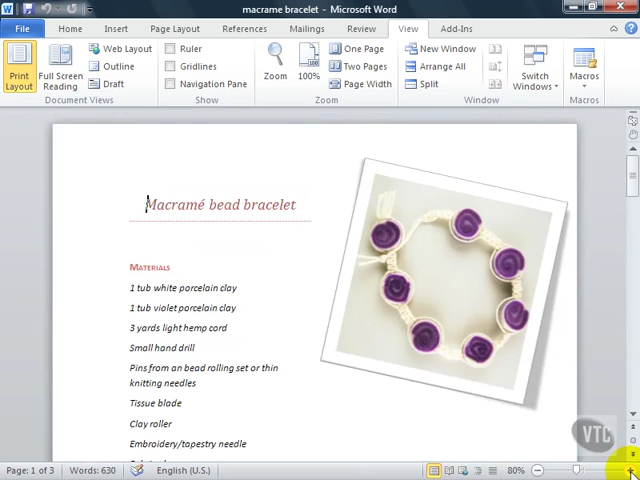 macrame bracelet - Microsoft Word
File Home Insert Page Layout References Mailings Review View Add-Ins
Print Layout
Full Screen Reading
Web Layout
Outline
Draft
Document Views
Ruler
Gridlines
Navigation Pane
Show
Zoom
100%
One Page
Two Pages
Page Width
Zoom
New Window
Arrange All
Split
Switch Windows
Window
Macros
Macros
Macramé bead bracelet
Materials
1 tub white porcelain clay
1 tub violet porcelain clay
3 yards light hemp cord
Small hand drill
Pins from an bead rolling set or thin
knitting needles
Tissue blade
Clay roller
Embroidery/tapestry needle
VTC
Page: 1 of 3 Words: 630 English (U.S.) 80%